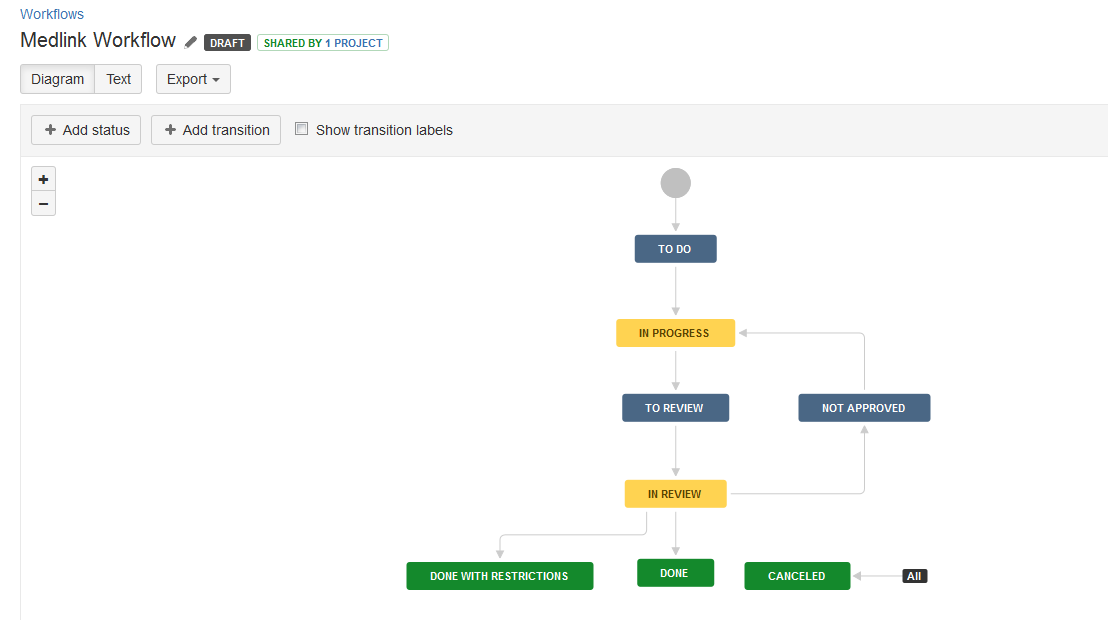 Workflows
Medlink Workflow DRAFT SHARED BY 1 PROJECT
Diagram Text Export
+ Add status + Add transition Show transition labels
+
−
TO DO
IN PROGRESS
TO REVIEW NOT APPROVED
IN REVIEW
DONE WITH RESTRICTIONS DONE CANCELED All